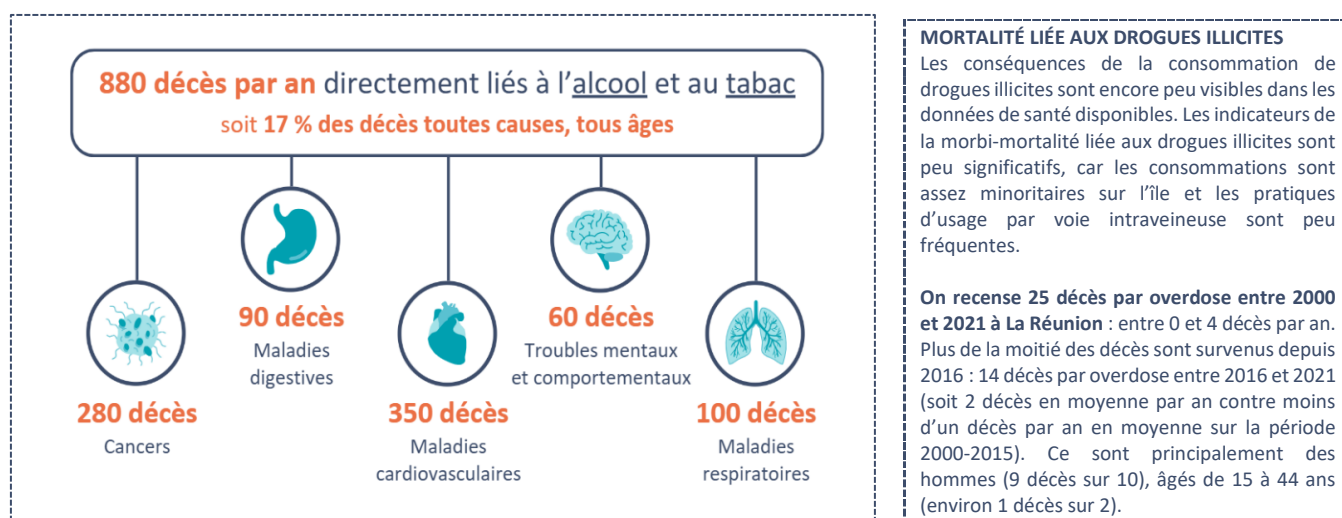 880 décès par an directement liés à l'alcool et au tabac
soit 17 % des décès toutes causes, tous âges
90 décès
Maladies
digestives
60 décès
Troubles mentaux
et comportementaux
280 décès
Cancers
350 décès
Maladies
cardiovasculaires
100 décès
Maladies
respiratoires
MORTALITÉ LIÉE AUX DROGUES ILLICITES
Les conséquences de la consommation de
drogues illicites sont encore peu visibles dans les
données de santé disponibles. Les indicateurs de
la morbi-mortalité liée aux drogues illicites sont
peu significatifs, car les consommations sont
assez minoritaires sur l’île et les pratiques
d’usage par voie intraveineuse sont peu
fréquentes.
On recense 25 décès par overdose entre 2000
et 2021 à La Réunion : entre 0 et 4 décès par an.
Plus de la moitié des décès sont survenus depuis
2016 : 14 décès par overdose entre 2016 et 2021
(soit 2 décès en moyenne par an contre moins
d’un décès par an en moyenne sur la période
2000-2015). Ce sont principalement des
hommes (9 décès sur 10), âgés de 15 à 44 ans
(environ 1 décès sur 2).